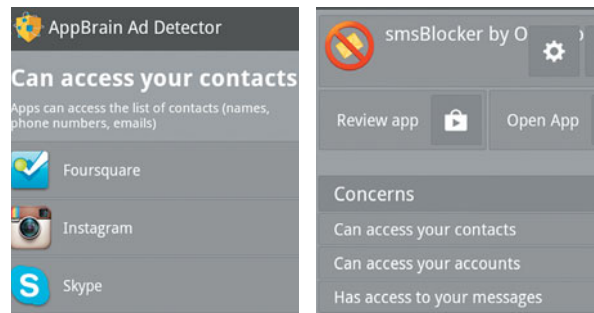 AppBrain Ad Detector
Can access your contacts
Apps can access the list of contacts (names,
phone numbers, emails)
Foursquare
Instagram
Skype
smsBlocker by O
Review app
Open App
Concerns
Can access your contacts
Can access your accounts
Has access to your messages